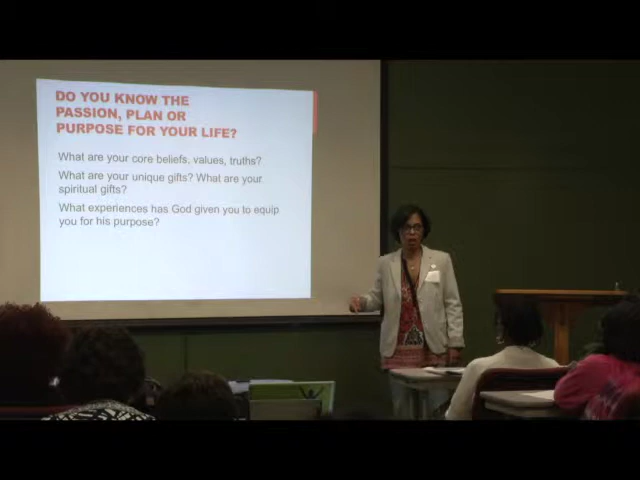 DO YOU KNOW THE
PASSION, PLAN OR
PURPOSE FOR YOUR LIFE?
What are your core beliefs, values, truths?
What are your unique gifts? What are your
spiritual gifts?
What experiences has God given you to equip
you for his purpose?